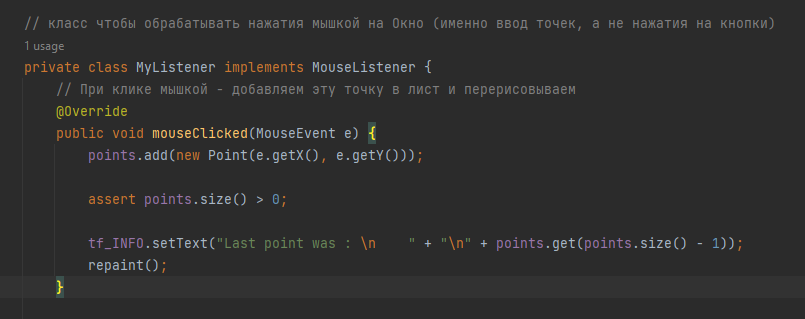 // класс чтобы обрабатывать нажатия мышкой на Окно (именно ввод точек, а не нажатия на кнопки)
1 usage
private class MyListener implements MouseListener {
// При клике мышкой - добавляем эту точку в лист и перерисовываем
@Override
public void mouseClicked(MouseEvent e) {
points.add(new Point(e.getX(), e.getY()));
assert points.size() > 0;
tf_INFO.setText("Last point was : \n    " + "\n" + points.get(points.size() - 1));
repaint();
}